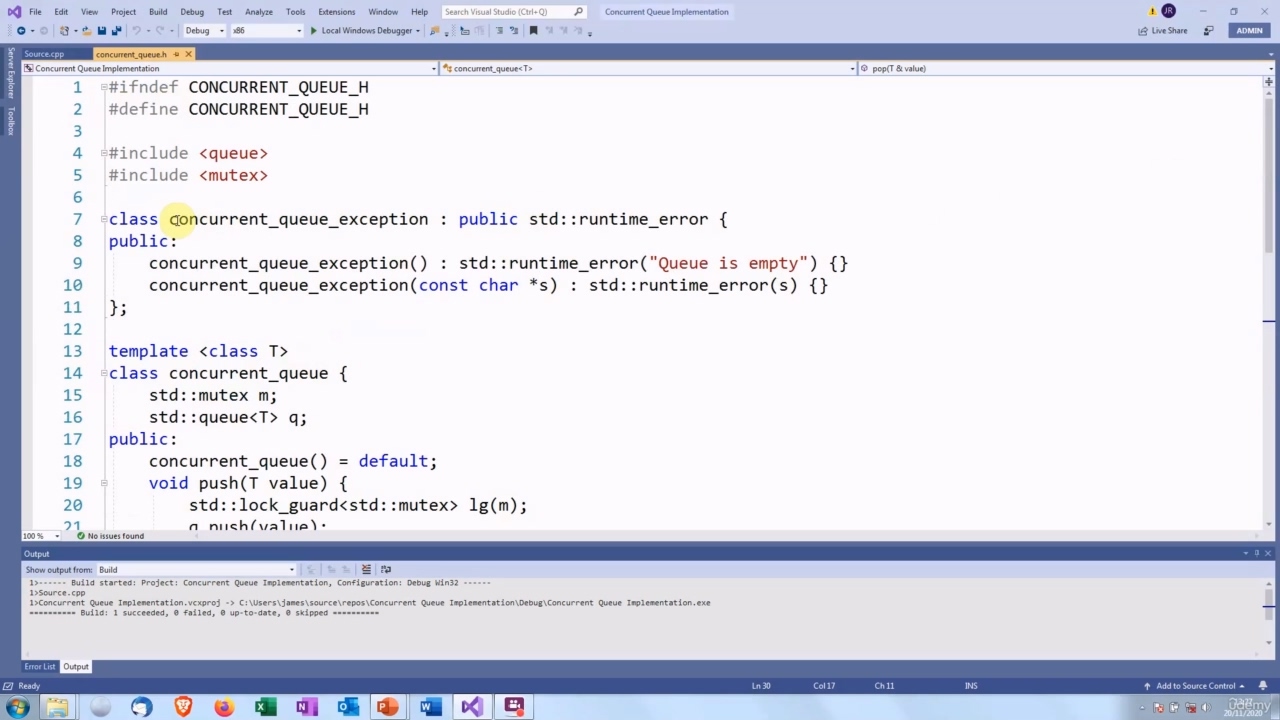 File Edit View Git Project Build Debug Test Analyze Tools Extensions Window Help Search Visual Studio (Ctrl+Q) Concurrent Queue Implementation JR
Debug x86 Local Windows Debugger Live Share ADMIN
Server Explorer
Toolbox
Source.cpp concurrent_queue.h
Concurrent Queue Implementation concurrent_queue<T> pop(T & value)
1 #ifndef CONCURRENT_QUEUE_H
2 #define CONCURRENT_QUEUE_H
3
4 #include <queue>
5 #include <mutex>
6
7 class concurrent_queue_exception : public std::runtime_error {
8 public:
9 concurrent_queue_exception() : std::runtime_error("Queue is empty") {}
10 concurrent_queue_exception(const char *s) : std::runtime_error(s) {}
11 };
12
13 template <class T>
14 class concurrent_queue {
15 std::mutex m;
16 std::queue<T> q;
17 public:
18 concurrent_queue() = default;
19 void push(T value) {
20 std::lock_guard<std::mutex> lg(m);
21 q.push(value);
100 % No issues found
Output
Show output from: Build
1>------ Build started: Project: Concurrent Queue Implementation, Configuration: Debug Win32 ------
1>Source.cpp
1>Concurrent Queue Implementation.vcxproj -> C:\Users\james\source\repos\Concurrent Queue Implementation\Debug\Concurrent Queue Implementation.exe
========== Build: 1 succeeded, 0 failed, 0 up-to-date, 0 skipped ==========
Error List Output
Ready Ln 30 Col 17 Ch 11 INS Add to Source Control
udemy
20/11/2020